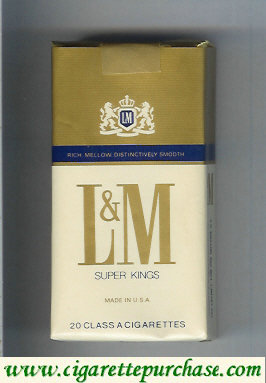 LM
RICH MELLOW DISTINCTIVELY SMOOTH
L&M
SUPER KINGS
MADE IN U.S.A
20 CLASS A CIGARETTES
www.cigarettepurchase.com